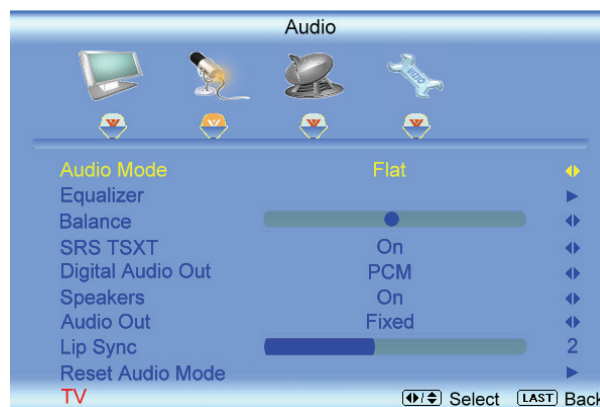 Audio
VIZIO
Audio Mode Flat
Equalizer
Balance
SRS TSXT On
Digital Audio Out PCM
Speakers On
Audio Out Fixed
Lip Sync 2
Reset Audio Mode
TV Select LAST Back